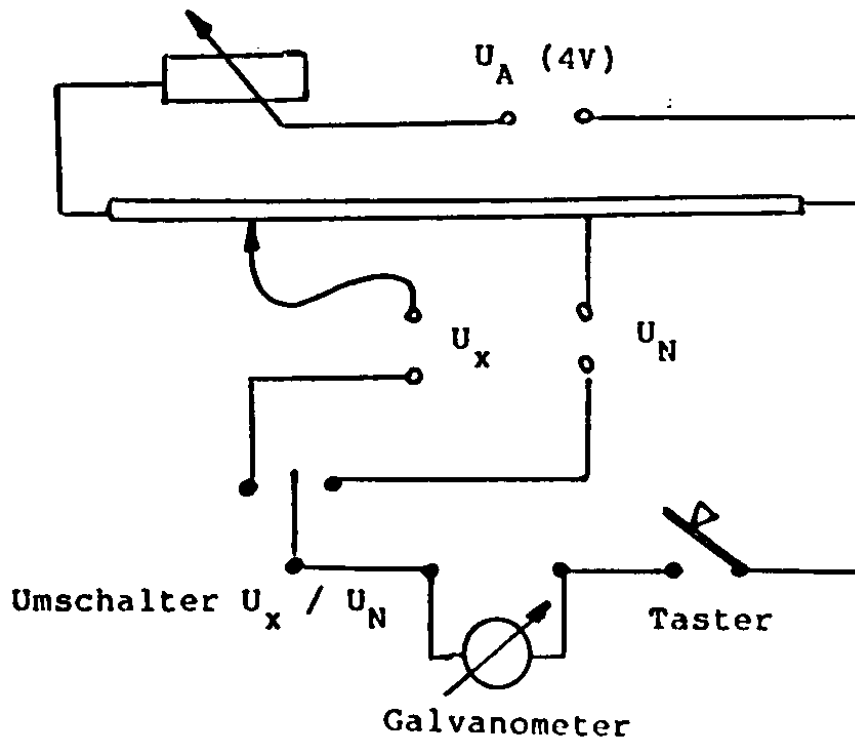 U_A (4V)
U_x
U_N
Umschalter U_x / U_N
Taster
Galvanometer